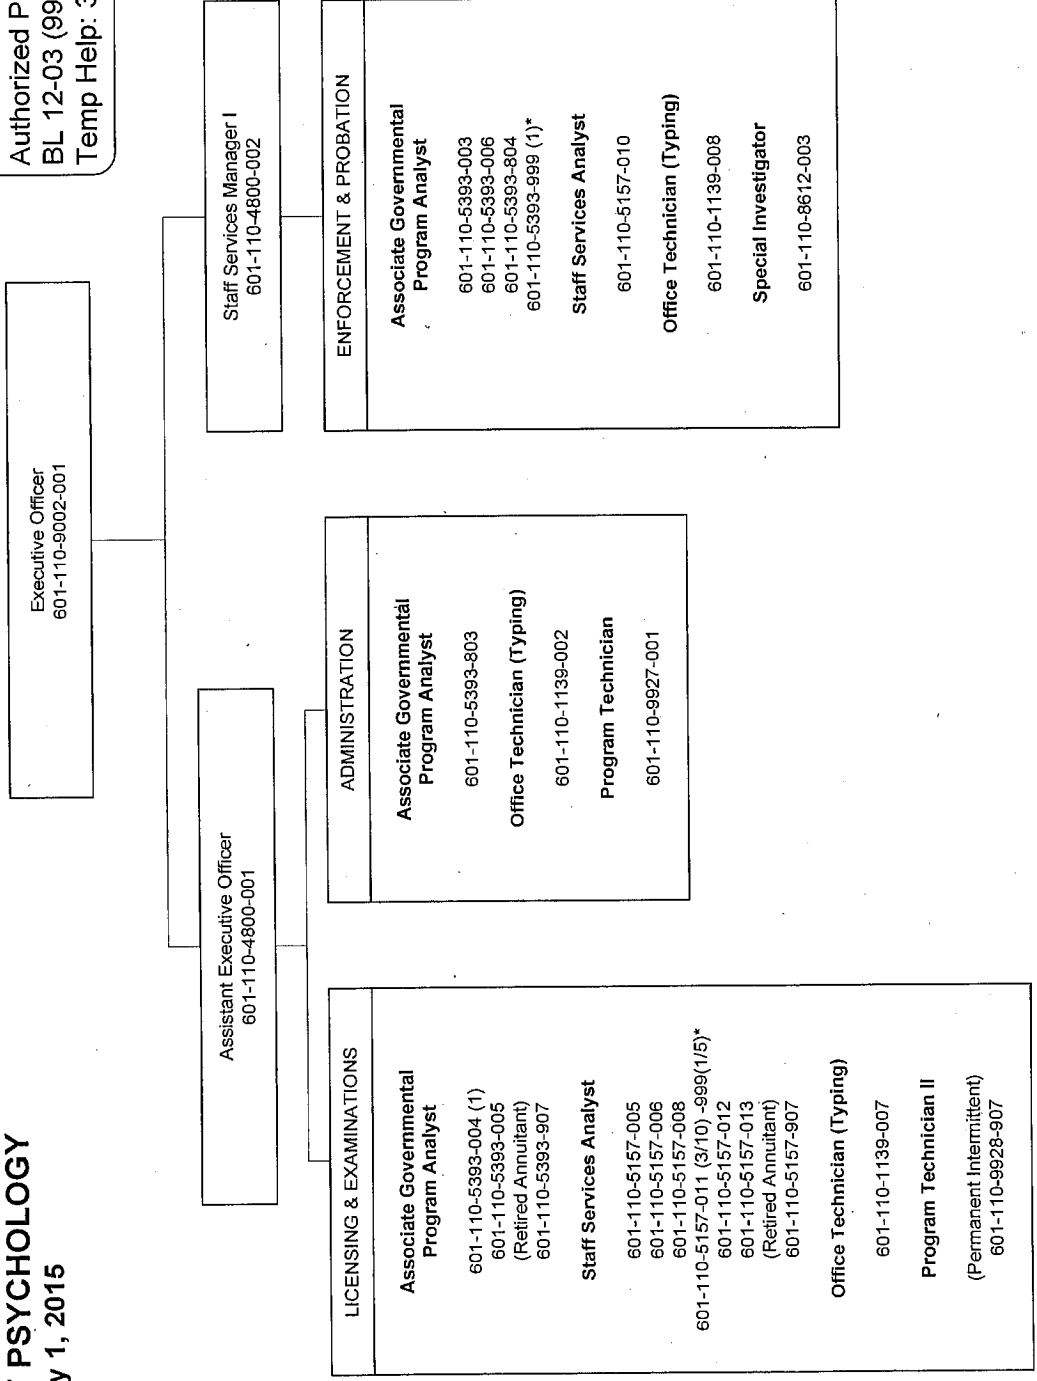 PSYCHOLOGY
1, 2015
Authorized
BL 12-03
Temp Help:
Executive Officer
601-110-9002-001
Assistant Executive Officer
601-110-4800-001
Staff Services Manager I
601-110-4800-002
LICENSING & EXAMINATIONS
Associate Governmental
Program Analyst
601-110-5393-004 (1)
601-110-5393-005
(Retired Annuitant)
601-110-5393-907
Staff Services Analyst
601-110-5157-005
601-110-5157-006
601-110-5157-008
601-110-5157-011 (3/10) -999(1/5)*
601-110-5157-012
601-110-5157-013
(Retired Annuitant)
601-110-5157-907
Office Technician (Typing)
601-110-1139-007
Program Technician II
(Permanent Intermittent)
601-110-9928-907
ADMINISTRATION
Associate Governmental
Program Analyst
601-110-5393-803
Office Technician (Typing)
601-110-1139-002
Program Technician
601-110-9927-001
ENFORCEMENT & PROBATION
Associate Governmental
Program Analyst
601-110-5393-003
601-110-5393-006
601-110-5393-804
601-110-5393-999 (1)*
Staff Services Analyst
601-110-5157-010
Office Technician (Typing)
601-110-1139-008
Special Investigator
601-110-8612-003